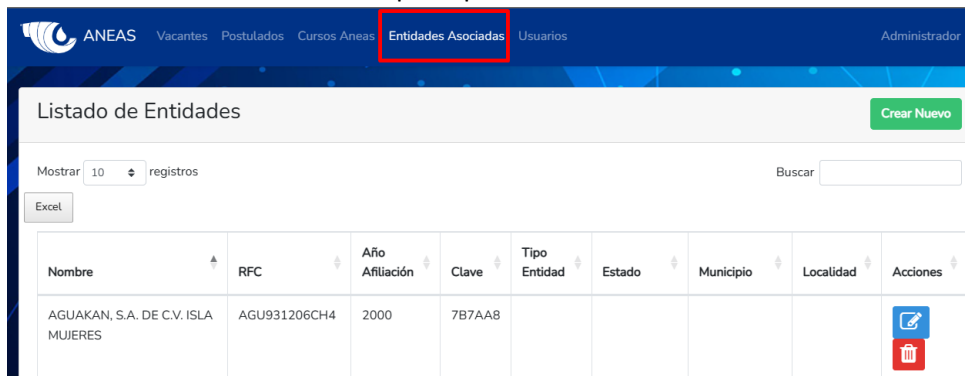 ANEAS Vacantes Postulados Cursos Aneas Entidades Asociadas Usuarios Administrador
Listado de Entidades Crear Nuevo
Mostrar 10 registros Buscar
Excel
Nombre RFC Año Afiliación Clave Tipo Entidad Estado Municipio Localidad Acciones
AGUAKAN, S.A. DE C.V. ISLA AGU931206CH4 2000 7B7AA8
MUJERES